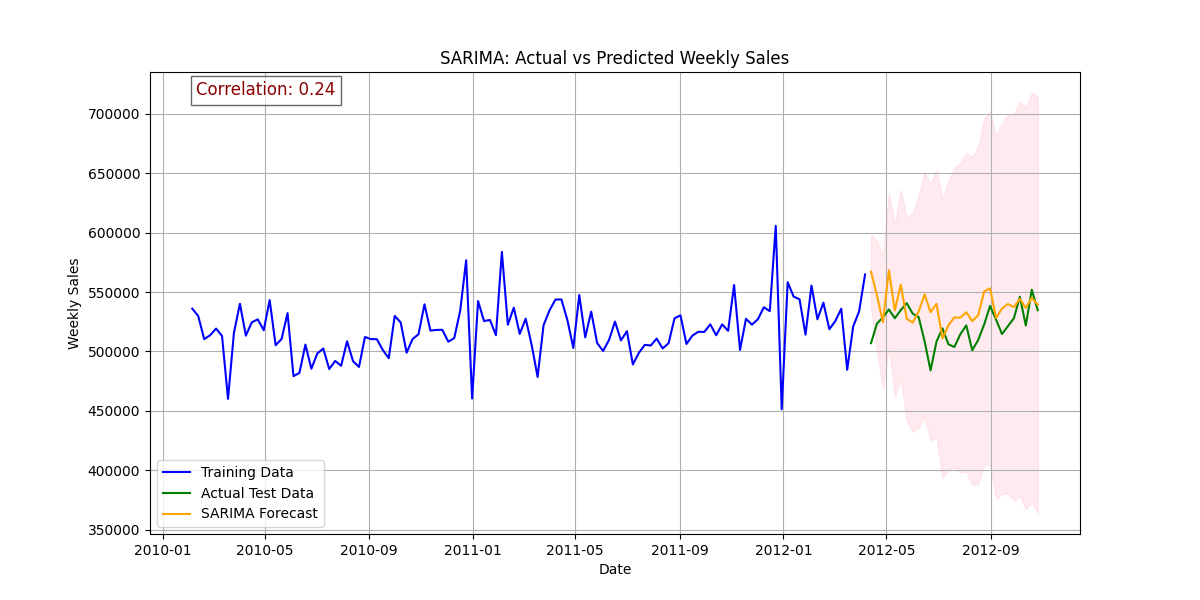 SARIMA: Actual vs Predicted Weekly Sales
Correlation: 0.24
700000
650000
600000
550000
500000
450000
400000
350000
Weekly Sales
Training Data
Actual Test Data
SARIMA Forecast
2010-01 2010-05 2010-09 2011-01 2011-05 2011-09 2012-01 2012-05 2012-09
Date